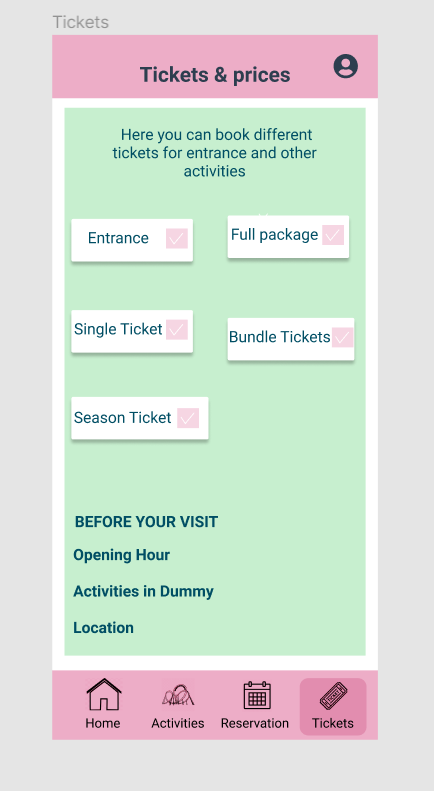 Tickets
Tickets & prices
Here you can book different
tickets for entrance and other
activities
Entrance
Full package
Single Ticket
Bundle Tickets
Season Ticket
BEFORE YOUR VISIT
Opening Hour
Activities in Dummy
Location
Home
Activities
Reservation
Tickets